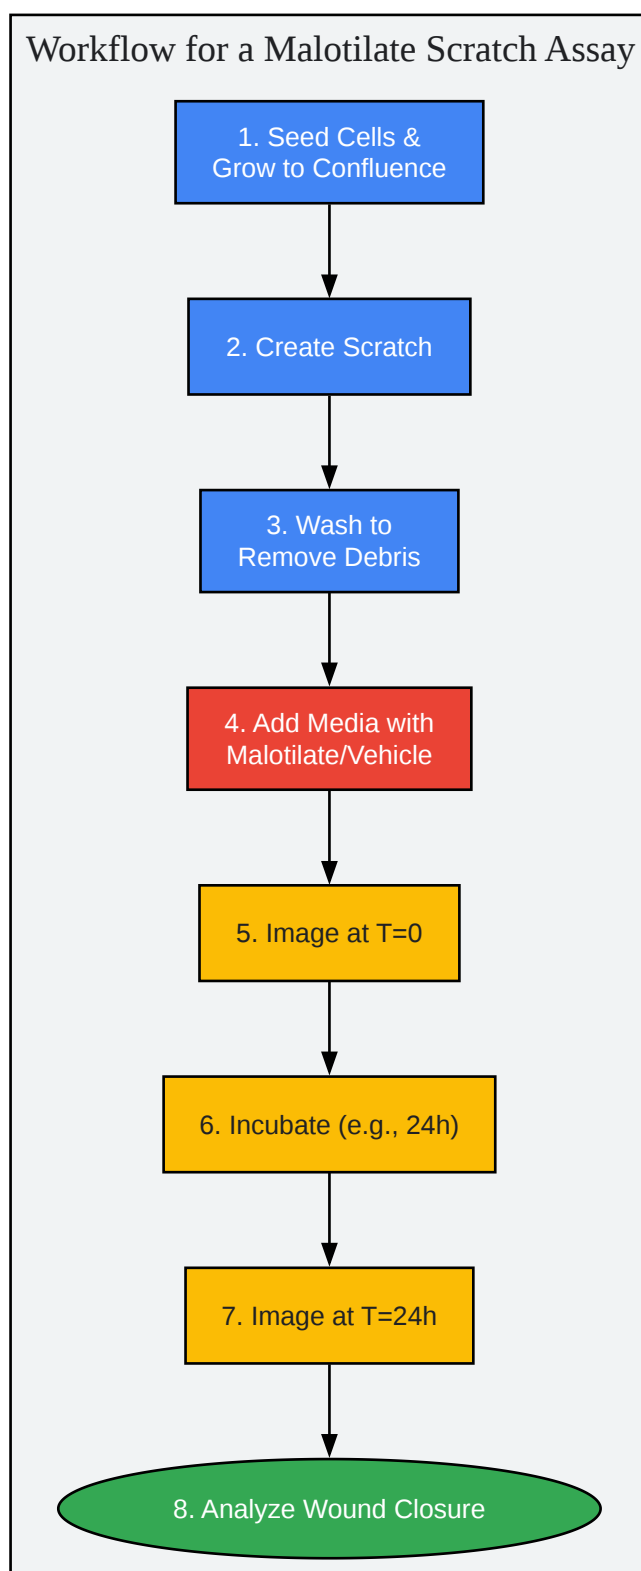 Workflow for a Malotilate Scratch Assay
1. Seed Cells &
Grow to Confluence
2. Create Scratch
3. Wash to
Remove Debris
4. Add Media with
Malotilate/Vehicle
5. Image at T=0
6. Incubate (e.g., 24h)
7. Image at T=24h
8. Analyze Wound Closure